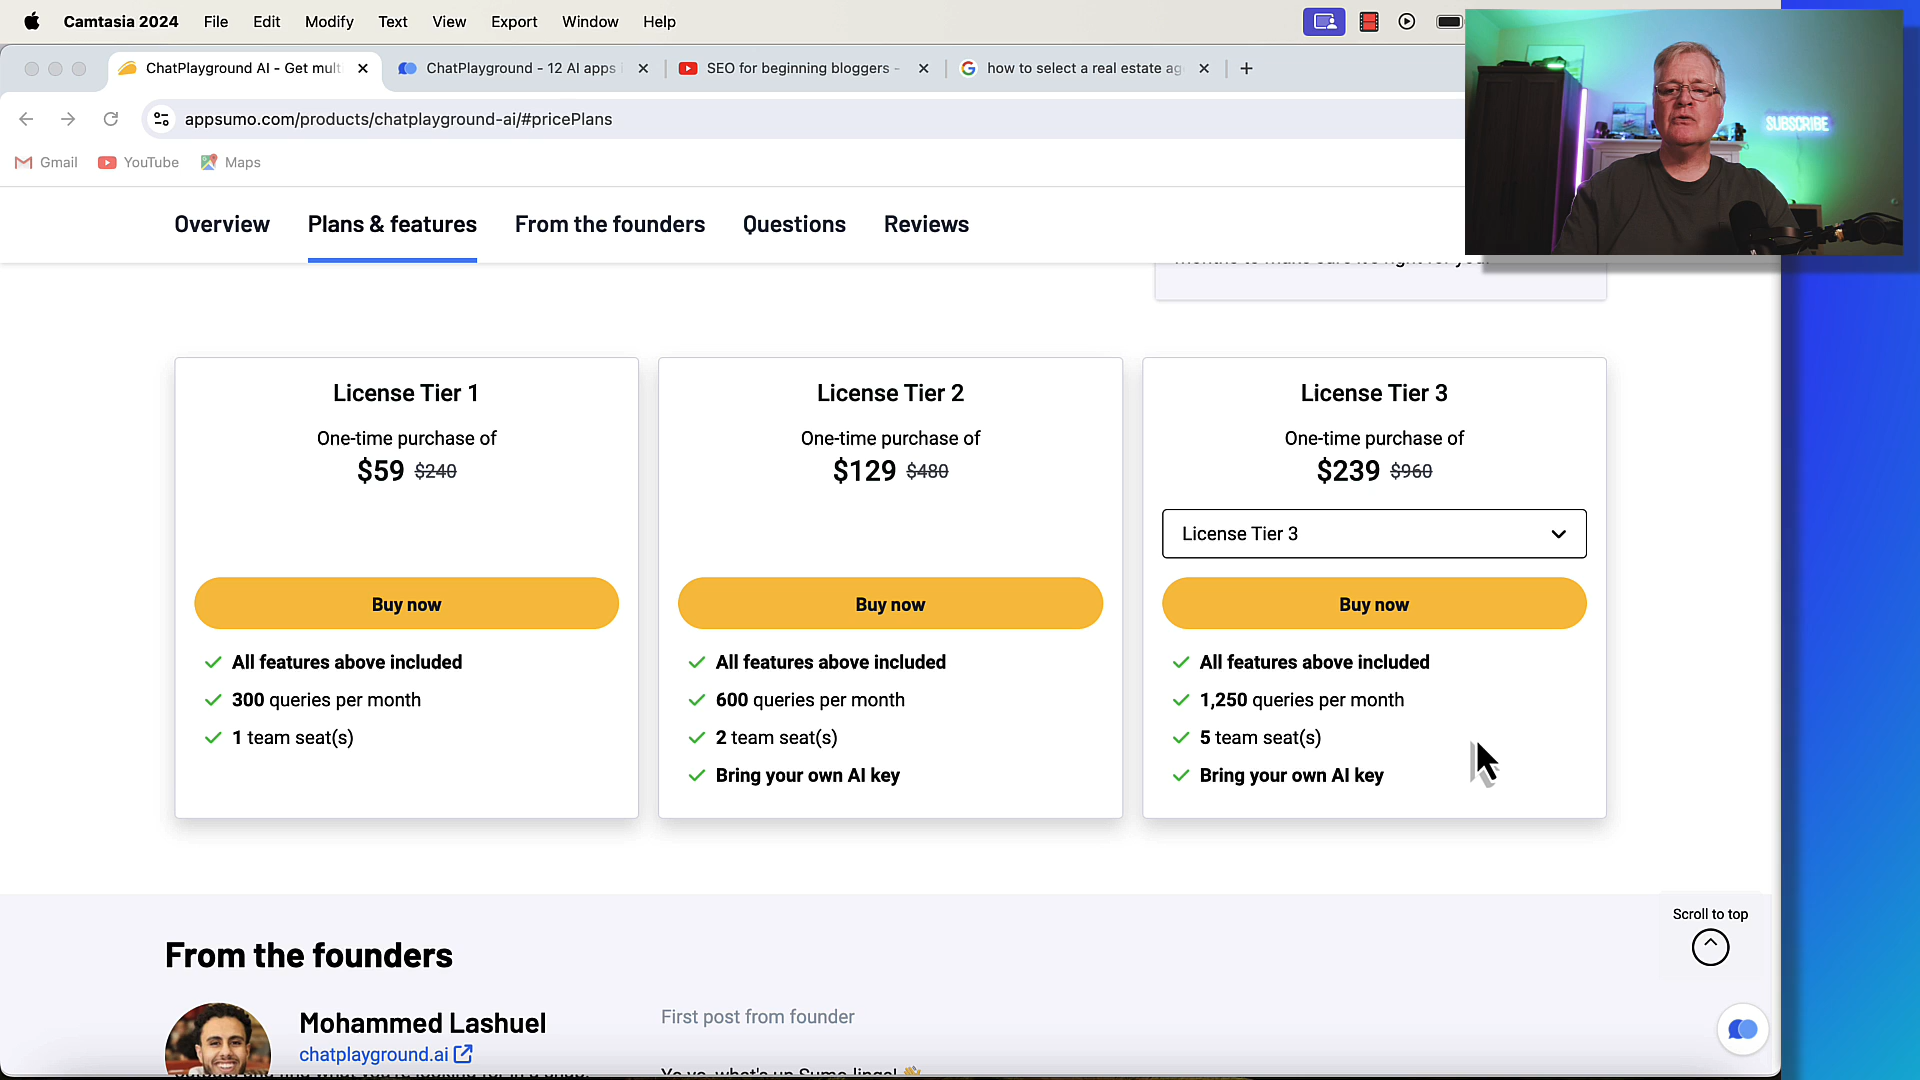 Camtasia 2024 File Edit Modify Text View Export Window Help
ChatPlayground AI - Get mult
ChatPlayground - 12 AI apps
SEO for beginning bloggers -
how to select a real estate ag
appsumo.com/products/chatplayground-ai/#pricePlans
Gmail YouTube Maps
SUBSCRIBE
Overview Plans & features From the founders Questions Reviews
License Tier 1
One-time purchase of
$59 $240
Buy now
All features above included
300 queries per month
1 team seat(s)
License Tier 2
One-time purchase of
$129 $480
Buy now
All features above included
600 queries per month
2 team seat(s)
Bring your own AI key
License Tier 3
One-time purchase of
$239 $960
License Tier 3
Buy now
All features above included
1,250 queries per month
5 team seat(s)
Bring your own AI key
Scroll to top
From the founders
Mohammed Lashuel
chatplayground.ai
First post from founder
Yo yo, what's up Sumo-lings!